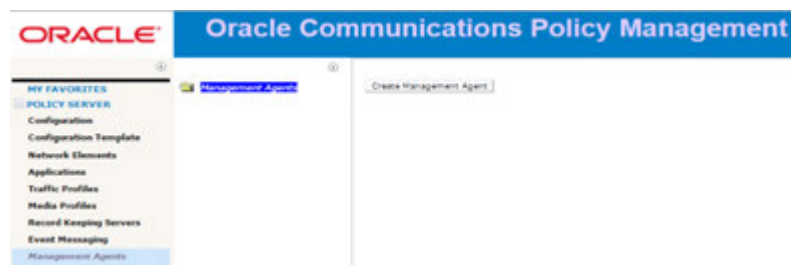 ORACLE
Oracle Communications Policy Management
MY FAVORITES
POLICY SERVER
Configuration
Configuration Template
Network Elements
Applications
Traffic Profiles
Media Profiles
Record Keeping Servers
Event Messaging
Management Agents
Management Agents
Create Management Agent